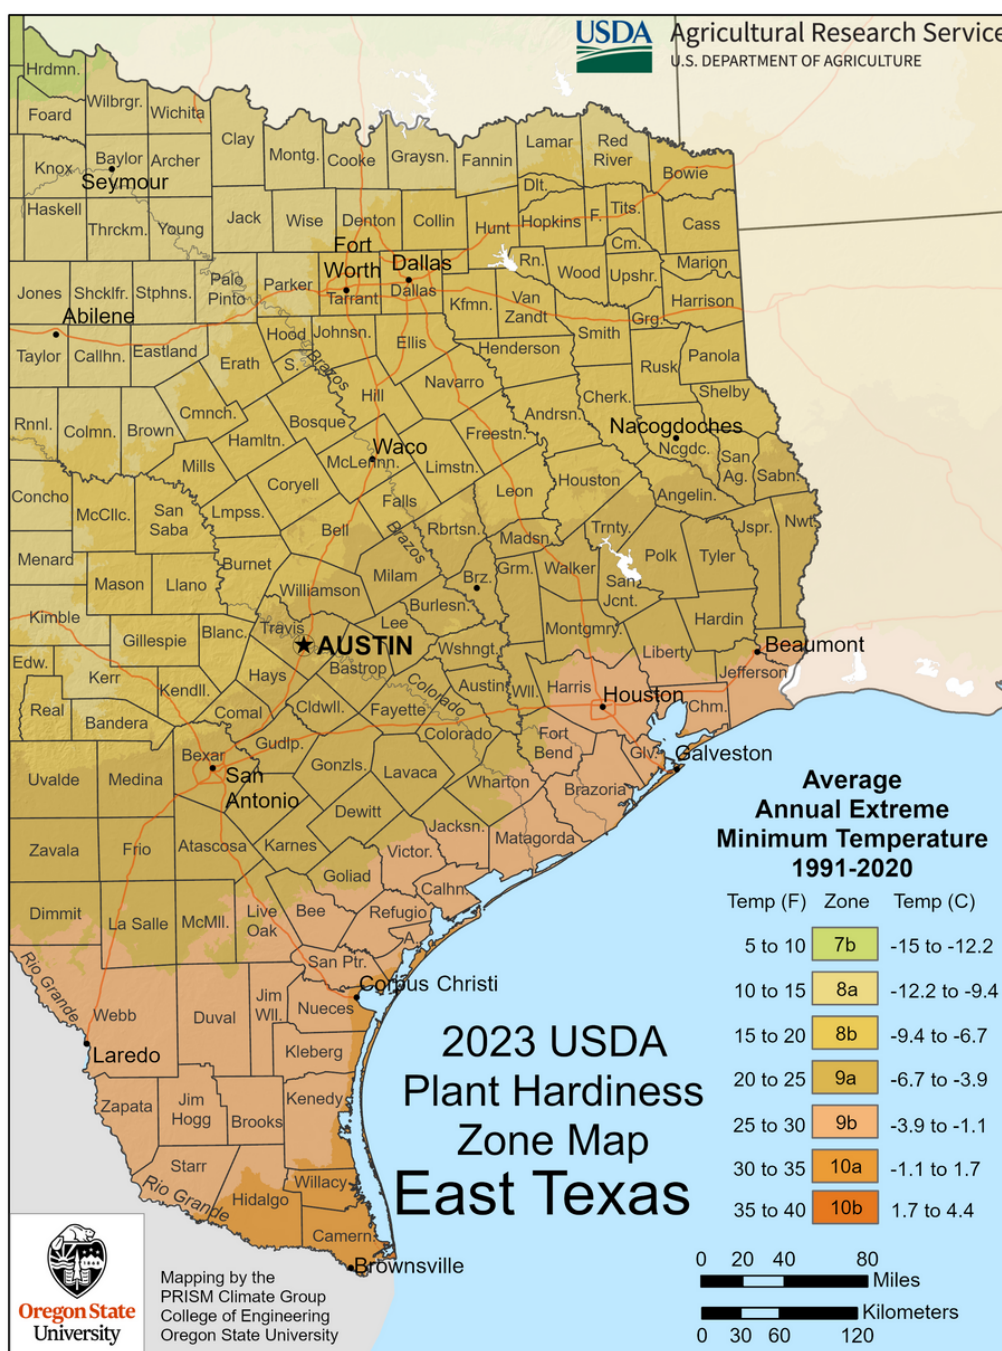 USDA
Agricultural Research Service
U.S. DEPARTMENT OF AGRICULTURE
Hrdmn.
Foard
Wilbrgr.
Wichita
Clay
Montg.
Cooke
Graysn.
Fannin
Lamar
Red
River
Bowie
Knox
Baylor
Seymour
Archer
Dlt.
Haskell
Thrckm.
Young
Jack
Wise
Denton
Collin
Hunt
Hopkins
F.
Tits.
Cass
Cm.
Marion
Jones
Shcklfr.
Stphns.
Palo
Pinto
Parker
Fort
Worth
Tarrant
Dallas
Dallas
Kfmn.
Rn.
Wood
Upshr.
Harrison
Van
Zandt
Abilene
Taylor
Callhn.
Eastland
Erath
Hood
S.
Johnsn.
Brazos
Ellis
Henderson
Smith
Grg.
Rusk
Panola
Rnnl.
Colmn.
Brown
Cmnch.
Hamltn.
Bosque
Hill
Navarro
Andrsn.
Cherk.
Shelby
Nacogdoches
Ncgdc.
San
Ag.
Sabn.
Waco
McLennn.
Limstn.
Freestn.
Mills
Coryell
Falls
Leon
Houston
Angelin.
Concho
McCllc.
San
Saba
Lmpss.
Bell
Brazos
Rbrtsn.
Madsn.
Trnty.
Polk
Tyler
Jspr.
Nwt.
Menard
Mason
Llano
Burnet
Williamson
Milam
Brz.
Grm.
Walker
San
Jcnt.
Kimble
Gillespie
Blanc.
Travis
AUSTIN
Lee
Burlesn.
Wshngt.
Montgmry.
Hardin
Liberty
Beaumont
Jefferson
Edw.
Kerr
Kendll.
Hays
Bastrop
Colorado
Austin
Wll.
Harris
Houston
Chm.
Real
Bandera
Comal
Cldwll.
Fayette
Colorado
Fort
Bend
Glv.
Galveston
Uvalde
Medina
Bexar
San
Antonio
Gudlp.
Gonzls.
Lavaca
Wharton
Brazoria
Zavala
Frio
Atascosa
Karnes
Dewitt
Jacksn.
Matagorda
Dimmit
La Salle
McMll.
Live
Oak
Bee
Goliad
Victor.
Calhn.
Refugio
A.
San Ptr.
Corpus Christi
Rio Grande
Webb
Laredo
Duval
Jim
Wll.
Nueces
Kleberg
Zapata
Jim
Hogg
Brooks
Kenedy
Starr
Rio Grande
Hidalgo
Willacy
Camern.
Brownsville
Average
Annual Extreme
Minimum Temperature
1991-2020
Temp (F) Zone Temp (C)
5 to 10 7b -15 to -12.2
10 to 15 8a -12.2 to -9.4
15 to 20 8b -9.4 to -6.7
20 to 25 9a -6.7 to -3.9
25 to 30 9b -3.9 to -1.1
30 to 35 10a -1.1 to 1.7
35 to 40 10b 1.7 to 4.4
2023 USDA
Plant Hardiness
Zone Map
East Texas
0 20 40 80
Miles
Kilometers
0 30 60 120
Oregon State
University
Mapping by the
PRISM Climate Group
College of Engineering
Oregon State University